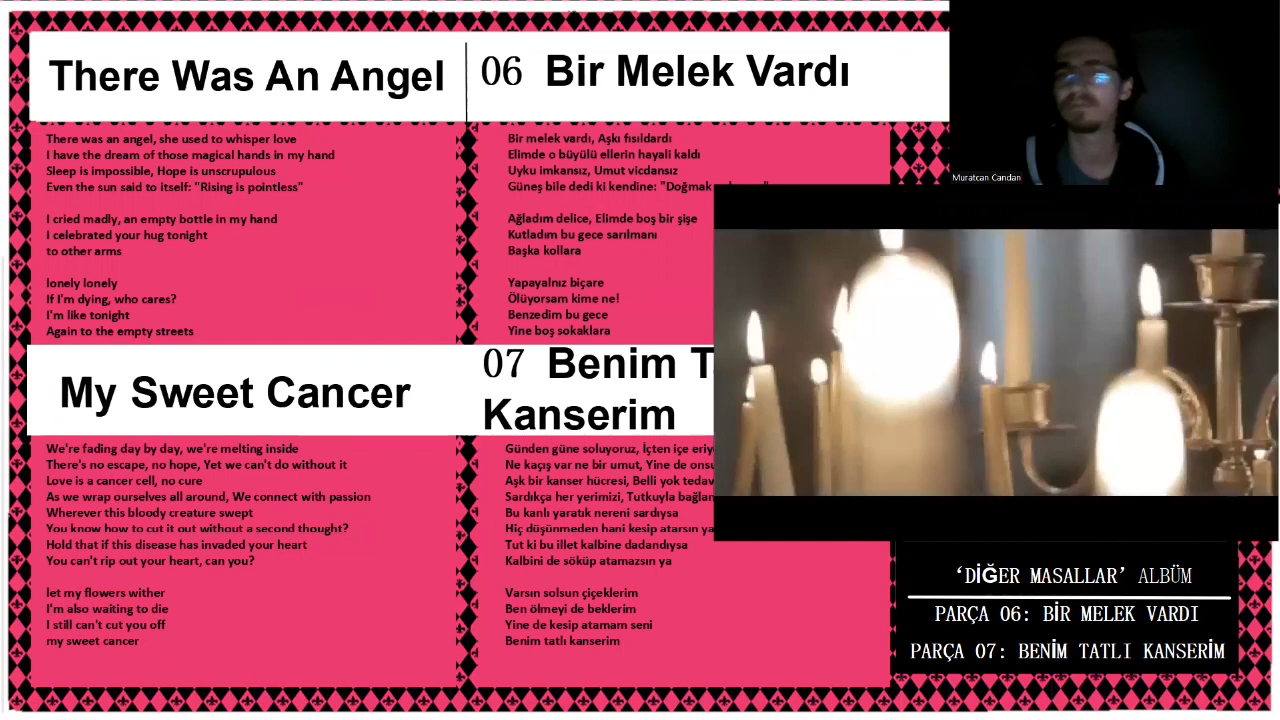 There Was An Angel
06 Bir Melek Vardı
There was an angel, she used to whisper love
I have the dream of those magical hands in my hand
Sleep is impossible, Hope is unscrupulous
Even the sun said to itself: "Rising is pointless"
I cried madly, an empty bottle in my hand
I celebrated your hug tonight
to other arms
lonely lonely
If I'm dying, who cares?
I'm like tonight
Again to the empty streets
Bir melek vardı, Aşkı fısıldardı
Elimde o büyülü ellerin hayali kaldı
Uyku imkansız, Umut vicdansız
Güneş bile dedi ki kendine: "Doğmak
Ağladım delice, Elimde boş bir şişe
Kutladım bu gece sarılmanı
Başka kollara
Yapayalnız biçare
Ölüyorsam kime ne!
Benzedim bu gece
Yine boş sokaklara
My Sweet Cancer
07 Benim
Kanserim
We're fading day by day, we're melting inside
There's no escape, no hope, Yet we can't do without it
Love is a cancer cell, no cure
As we wrap ourselves all around, We connect with passion
Wherever this bloody creature swept
You know how to cut it out without a second thought?
Hold that if this disease has invaded your heart
You can't rip out your heart, can you?
let my flowers wither
I'm also waiting to die
I still can't cut you off
my sweet cancer
Günden güne soluyoruz, İçten içe
Ne kaçış var ne bir umut, Yine de
Aşk bir kanser hücresi, Belli yok
Sardıkça her yerimizi, Tutkuyla
Bu kanlı yaratık nereni sardıysa
Hiç düşünmeden hani kesip atarsın ya
Tut ki bu illet kalbine dadandıysa
Kalbini de söküp atamazsın ya
Varsın solsun çiçeklerim
Ben ölmeyi de beklerim
Yine de kesip atamam seni
Benim tatlı kanserim
Muratcan Candan
‘DİĞER MASALLAR’ ALBÜM
PARÇA 06: BİR MELEK VARDI
PARÇA 07: BENİM TATLI KANSERİM